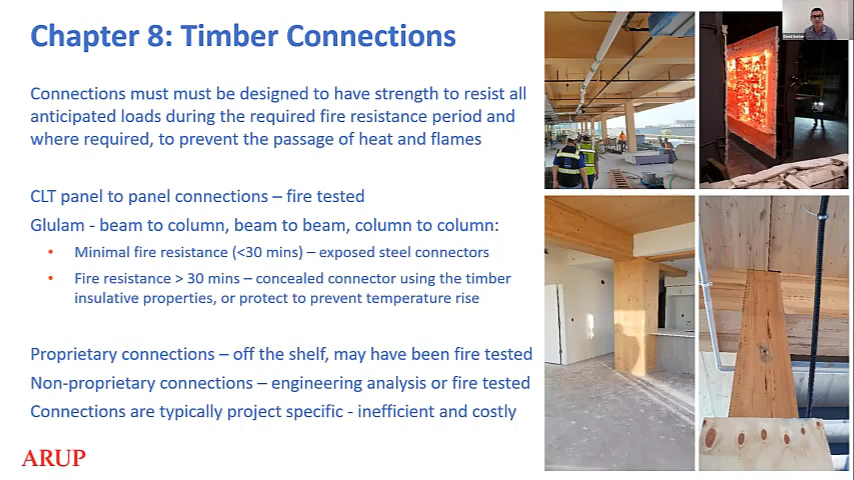 Chapter 8: Timber Connections
Connections must must be designed to have strength to resist all
anticipated loads during the required fire resistance period and
where required, to prevent the passage of heat and flames
CLT panel to panel connections – fire tested
Glulam - beam to column, beam to beam, column to column:
• Minimal fire resistance (<30 mins) – exposed steel connectors
• Fire resistance > 30 mins – concealed connector using the timber
insulative properties, or protect to prevent temperature rise
Proprietary connections – off the shelf, may have been fire tested
Non-proprietary connections – engineering analysis or fire tested
Connections are typically project specific - inefficient and costly
ARUP